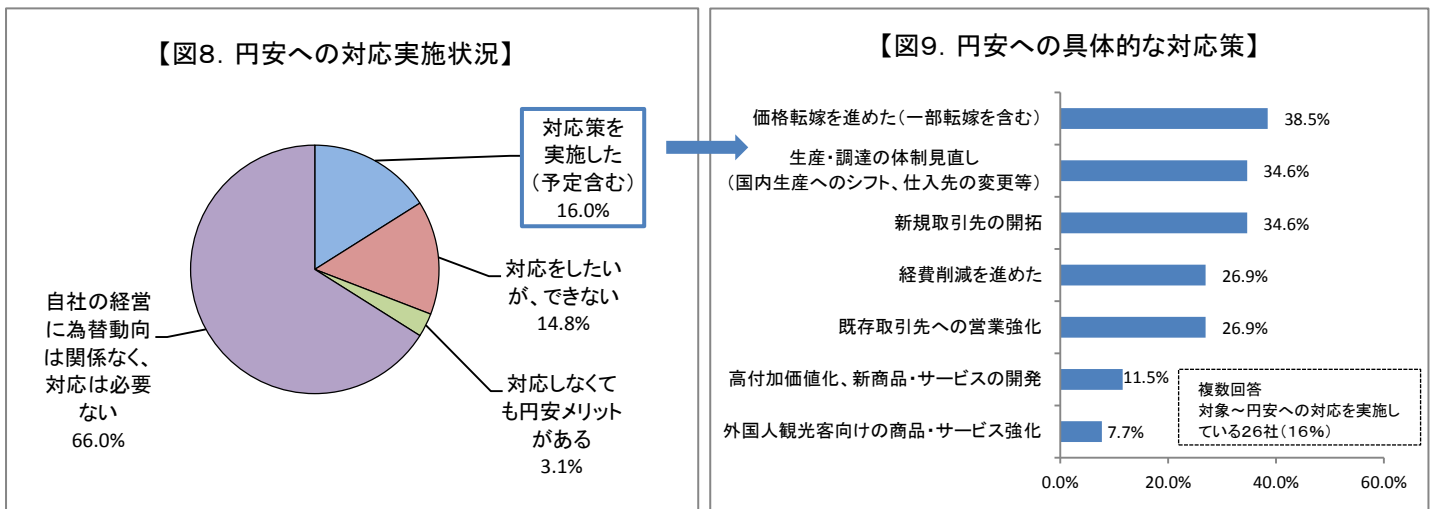 【図8．円安への対応実施状況】
対応策を
実施した
（予定含む）
16.0%
対応をしたい
が、できない
14.8%
対応しなくて
も円安メリット
がある
3.1%
自社の経営
に為替動向
は関係なく、
対応は必要
ない
66.0%
【図9．円安への具体的な対応策】
価格転嫁を進めた（一部転嫁を含む）
38.5%
生産・調達の体制見直し
（国内生産へのシフト、仕入先の変更等）
34.6%
新規取引先の開拓
34.6%
経費削減を進めた
26.9%
既存取引先への営業強化
26.9%
高付加価値化、新商品・サービスの開発
11.5%
外国人観光客向けの商品・サービス強化
7.7%
複数回答
対象～円安への対応を実施し
ている26社（16%）
0.0% 20.0% 40.0% 60.0%